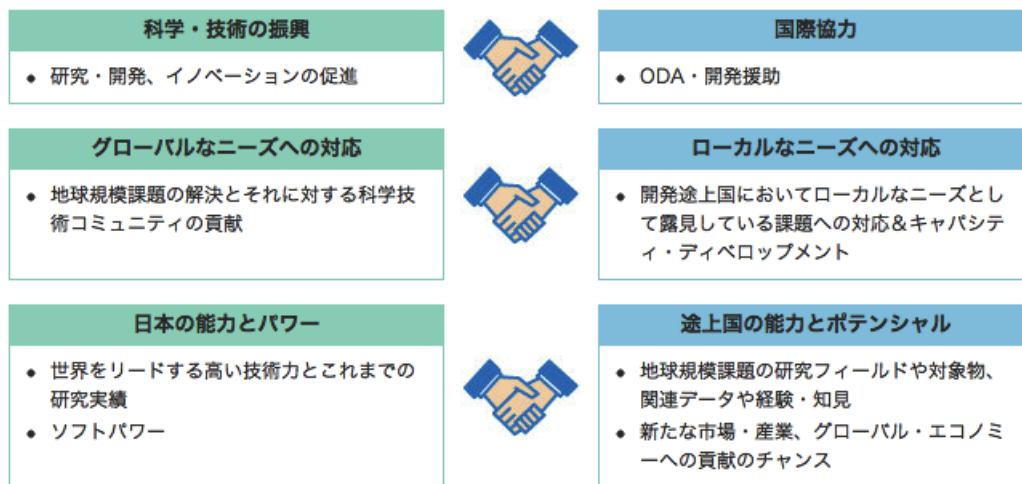 科学・技術の振興
国際協力
• 研究・開発、イノベーションの促進
• ODA・開発援助
グローバルなニーズへの対応
ローカルなニーズへの対応
• 地球規模課題の解決とそれに対する科学技
術コミュニティの貢献
• 開発途上国においてローカルなニーズとし
て露見している課題への対応＆キャパシテ
ィ・ディベロップメント
日本の能力とパワー
途上国の能力とポテンシャル
• 世界をリードする高い技術力とこれまでの
研究実績
• ソフトパワー
• 地球規模課題の研究フィールドや対象物、
関連データや経験・知見
• 新たな市場・産業、グローバル・エコノミ
ーへの貢献のチャンス